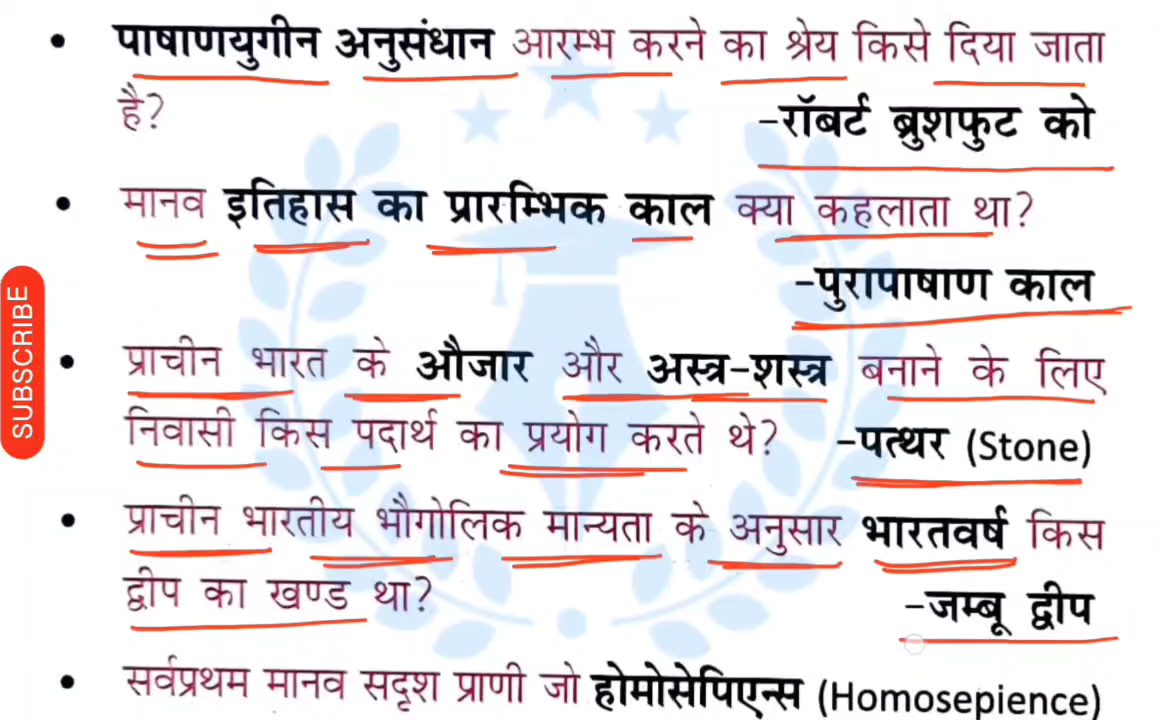 • पाषाणयुगीन अनुसंधान आरम्भ करने का श्रेय किसे दिया जाता
है? -रॉबर्ट ब्रुशफुट को
• मानव इतिहास का प्रारम्भिक काल क्या कहलाता था?
-पुरापाषाण काल
SUBSCRIBE
• प्राचीन भारत के औजार और अस्त्र-शस्त्र बनाने के लिए
निवासी किस पदार्थ का प्रयोग करते थे? -पत्थर (Stone)
• प्राचीन भारतीय भौगोलिक मान्यता के अनुसार भारतवर्ष किस
द्वीप का खण्ड था? -जम्बू द्वीप
• सर्वप्रथम मानव सदृश प्राणी जो होमोसेपिएन्स (Homosepience)